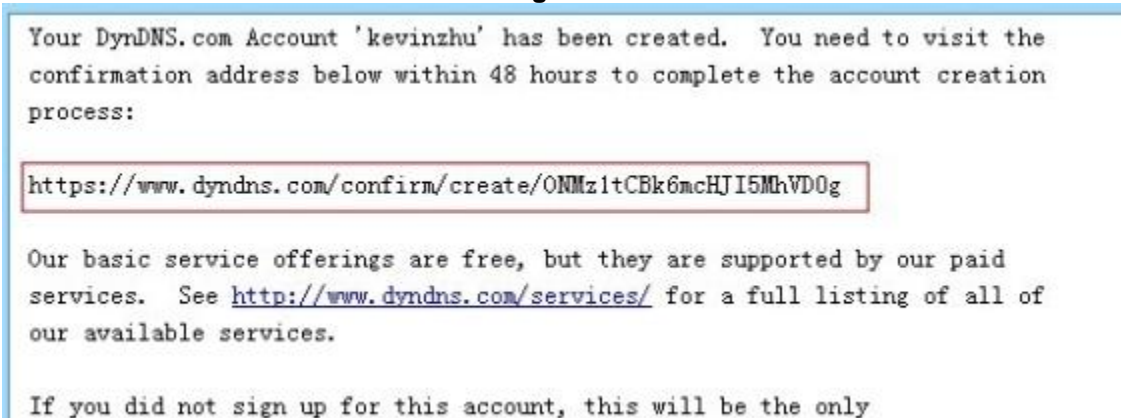 Your DynDNS.com Account 'kevinzhu' has been created.  You need to visit the
confirmation address below within 48 hours to complete the account creation
process:
https://www.dyndns.com/confirm/create/ONMz1tCBk6mcHJI5MhVD0g
Our basic service offerings are free, but they are supported by our paid
services.  See http://www.dyndns.com/services/ for a full listing of all of
our available services.
If you did not sign up for this account, this will be the only